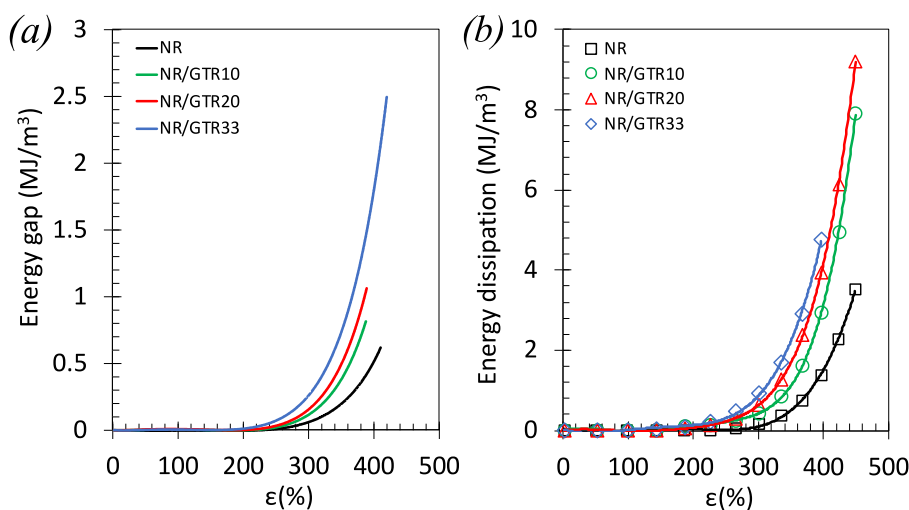 (a)
Energy gap (MJ/m³)
3
2.5
2
1.5
1
0.5
0
NR
NR/GTR10
NR/GTR20
NR/GTR33
0 100 200 300 400 500
ε(%)
(b)
Energy dissipation (MJ/m³)
10
8
6
4
2
0
NR
NR/GTR10
NR/GTR20
NR/GTR33
0 100 200 300 400 500
ε(%)